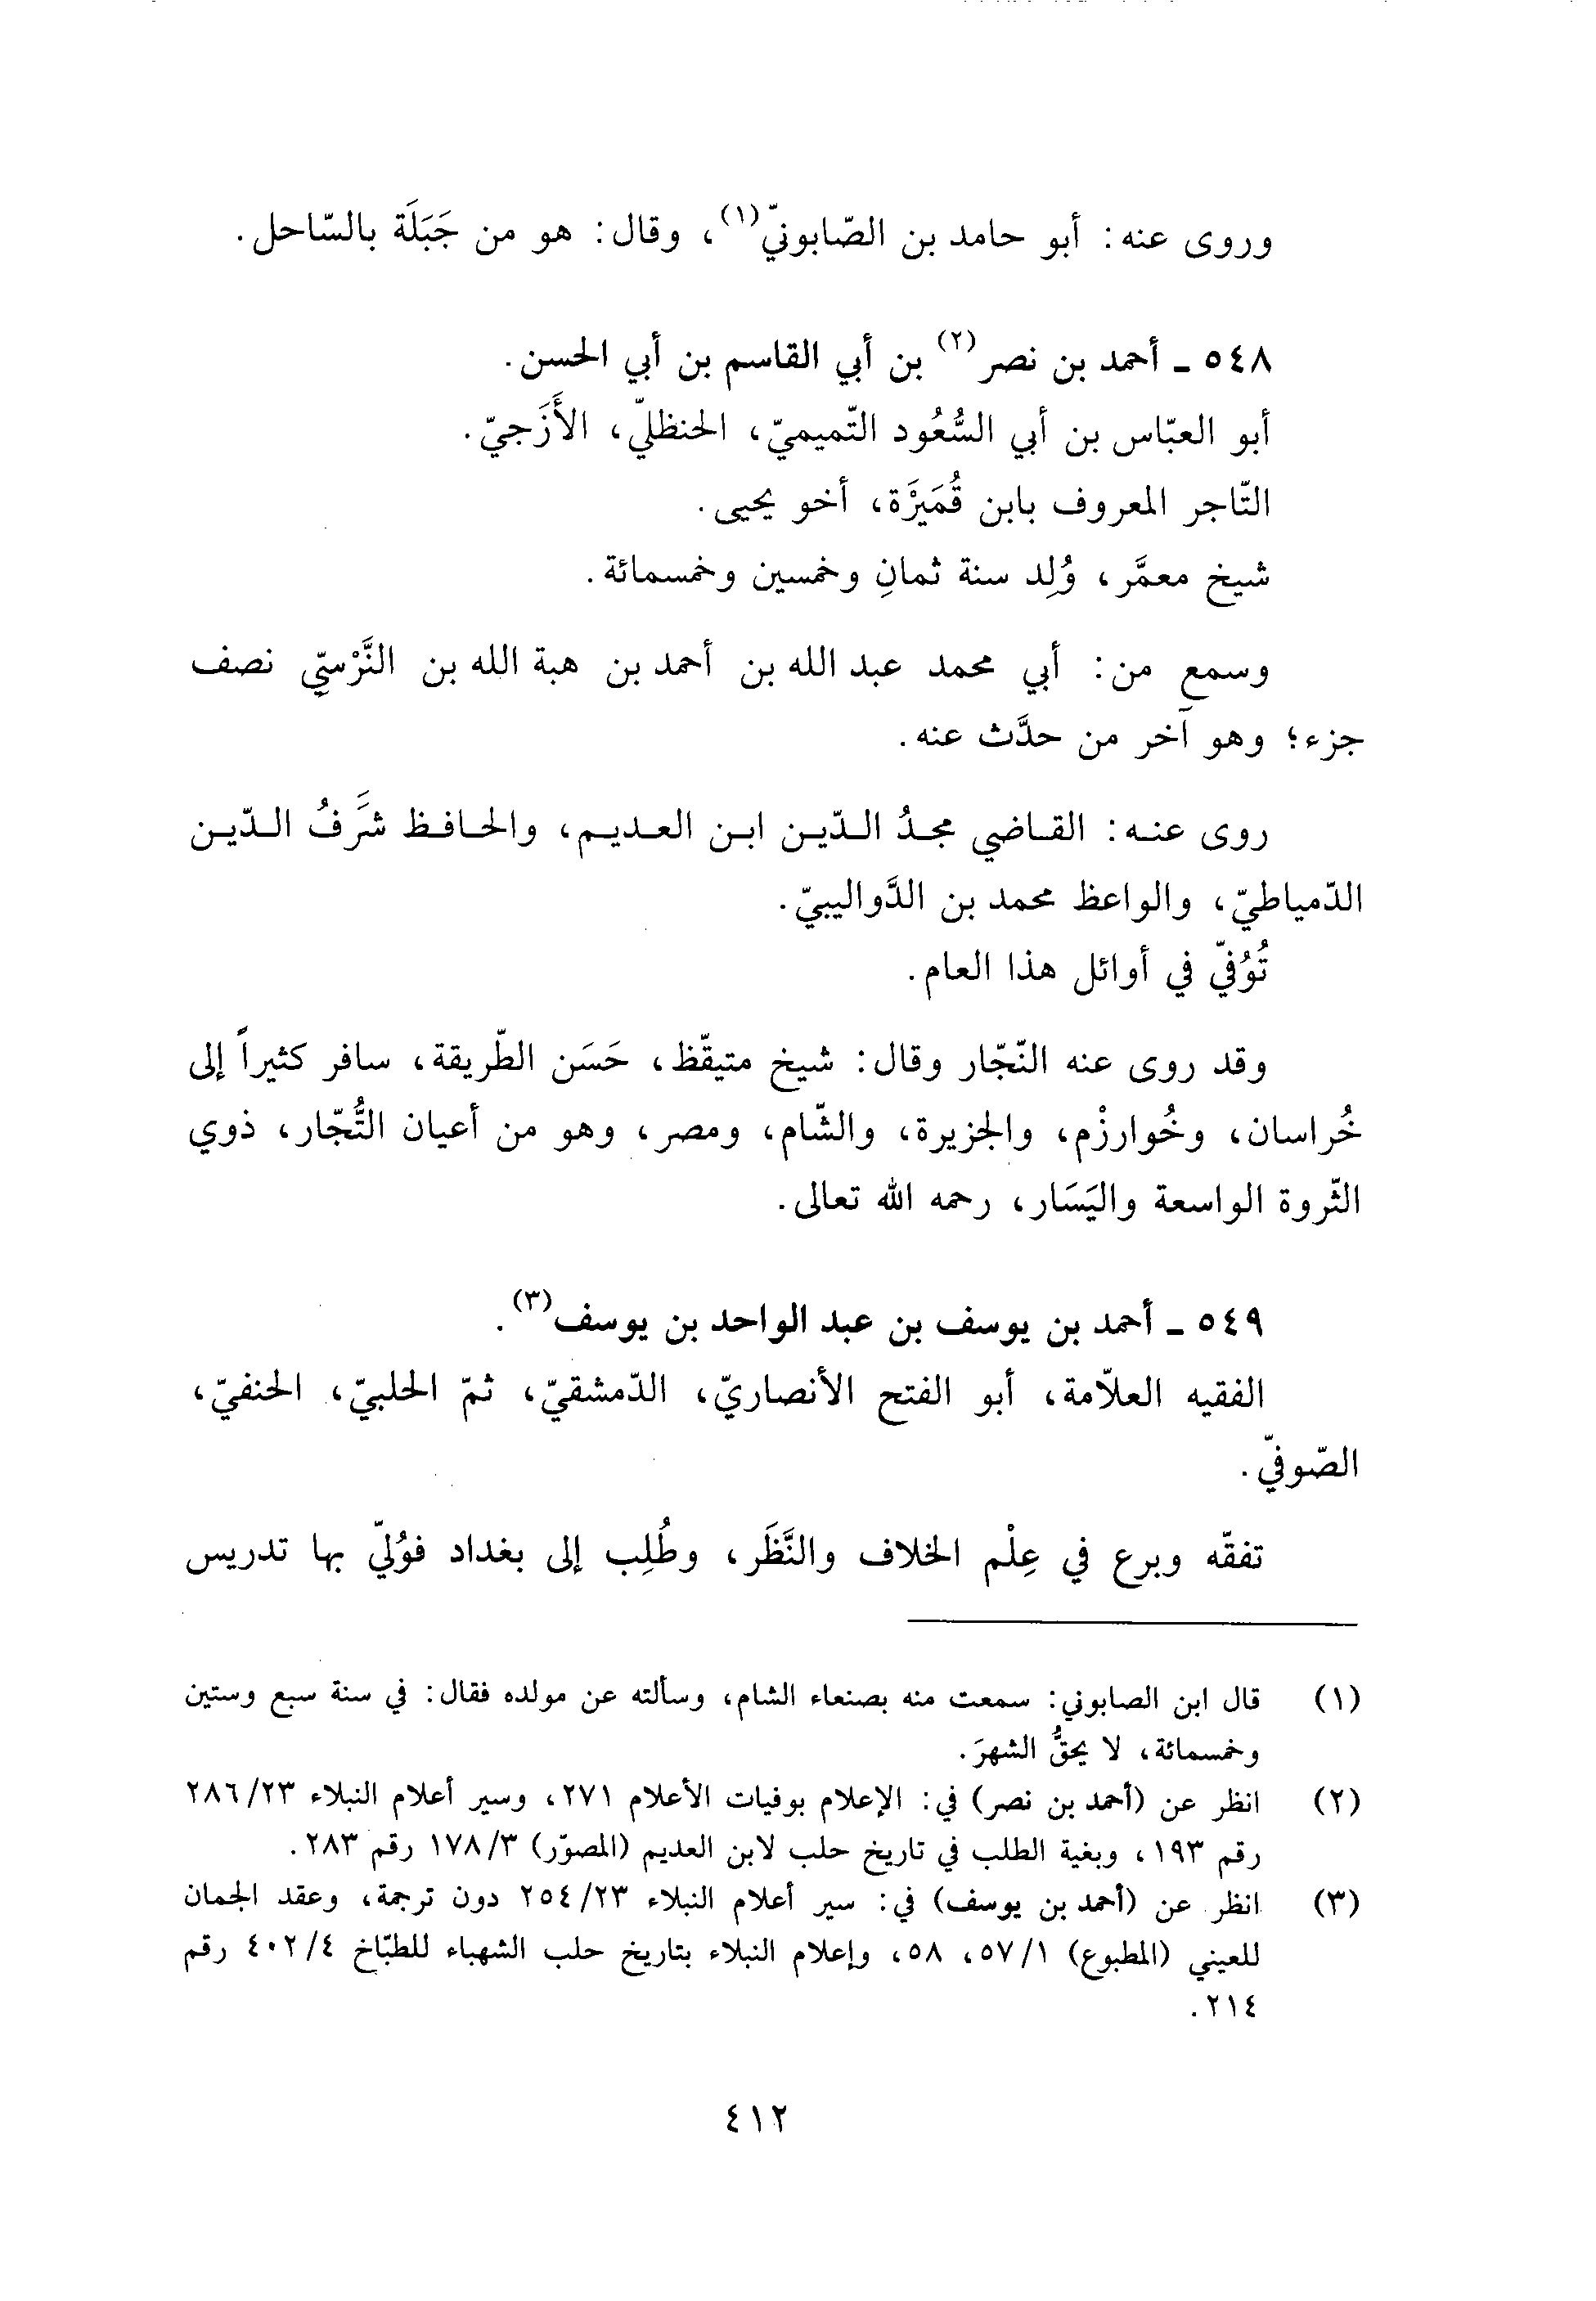 وروى عنه: أبو حامد بن الصّابونيّ(١)، وقال: هو من جَبَلَة بالسّاحل.
٥٤٨ ـ أحمد بن نصر(٢) بن أبي القاسم بن أبي الحسن.
أبو العبّاس بن أبي السُّعُود التّميميّ، الحنظليّ، الأَزَجيّ.
التّاجر المعروف بابن قُمَيْزَة، أخو يحيى.
شيخ معمَّر، وُلِد سنة ثمانِ وخمسين وخمسمائة.
وسمع من: أبي محمد عبد الله بن أحمد بن هبة الله بن النَّرْسيّ نصف
جزء؛ وهو آخر من حدَّث عنه.
روى عنـه: القـاضي مجـدُ الـدّيـن ابـن العـديـم، والحـافـظ شَرَفُ الـدّيـن
الدّمياطيّ، والواعظ محمد بن الدَّواليبيّ.
تُوُفيّ في أوائل هذا العام.
وقد روى عنه النّجّار وقال: شيخ متيقّظ، حَسَن الطّريقة، سافر كثيراً إلى
خُراسان، وخُوارزْم، والجزيرة، والشّام، ومصر، وهو من أعيان التُّجّار، ذوي
الثّروة الواسعة واليَسَار، رحمه الله تعالى.
٥٤٩ ـ أحمد بن يوسف بن عبد الواحد بن يوسف(٣).
الفقيه العلاّمة، أبو الفتح الأنصاريّ، الدّمشقيّ، ثمّ الحلبيّ، الحنفيّ،
الصّوفيّ.
تفقّه وبرع في عِلْم الخلاف والنَّظَر، وطُلِب إلى بغداد فوُليّ بها تدريس
(١) قال ابن الصابوني: سمعت منه بصنعاء الشام، وسألته عن مولده فقال: في سنة سبع وستين
وخمسمائة، لا يحقُّ الشهرَ.
(٢) انظر عن (أحمد بن نصر) في: الإعلام بوفيات الأعلام ٢٧١، وسير أعلام النبلاء ٢٨٦/٢٣
رقم ١٩٣، وبغية الطلب في تاريخ حلب لابن العديم (المصوّر) ١٧٨/٣ رقم ٢٨٣.
(٣) انظر عن (أحمد بن يوسف) في: سير أعلام النبلاء ٢٥٤/٢٣ دون ترجمة، وعقد الجمان
للعيني (المطبوع) ٥٧/١، ٥٨، وإعلام النبلاء بتاريخ حلب الشهباء للطبّاخ ٤٠٢/٤ رقم
٢١٤.
٤١٢